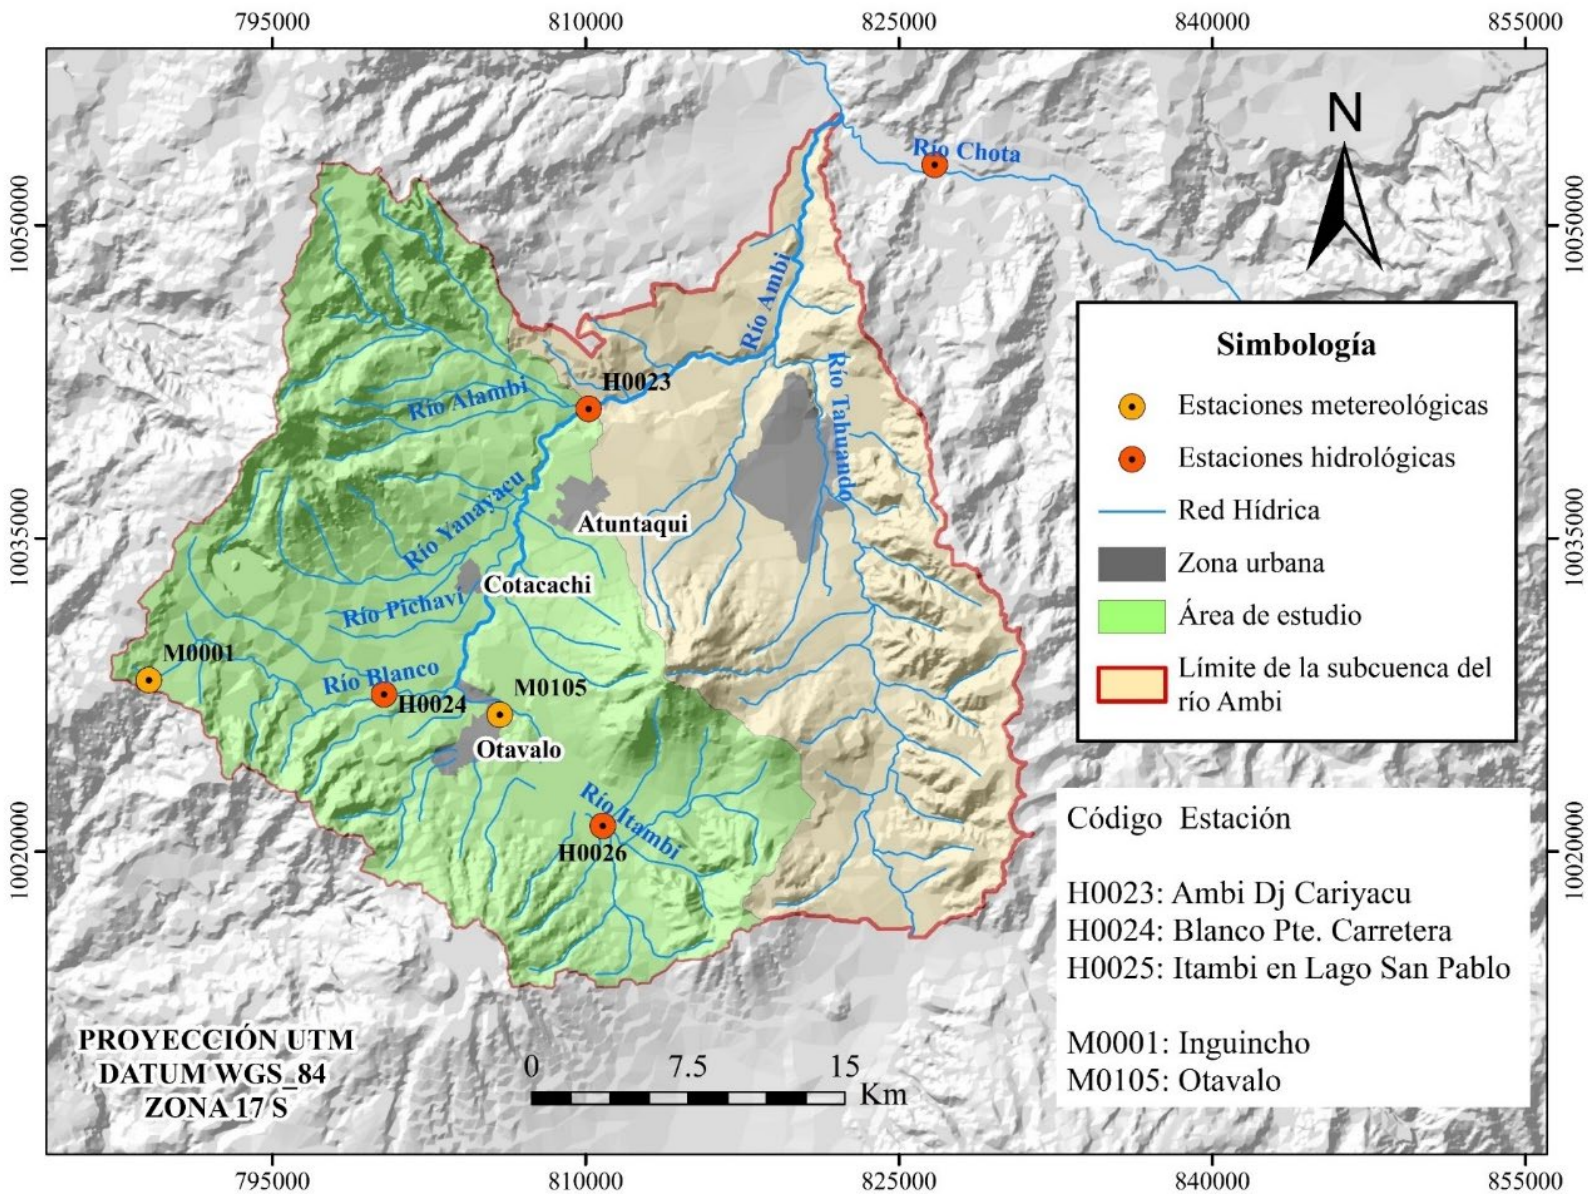 795000
810000
825000
840000
855000
N
Río Chota
10050000
10050000
Río Ambi
Simbología
Estaciones metereológicas
Estaciones hidrológicas
Red Hídrica
Zona urbana
Área de estudio
Límite de la subcuenca del
río Ambi
H0023
Río Alambi
Río Tahuando
Río Yanayacu
Atuntaqui
10035000
10035000
Cotacachi
Río Pichavi
M0001
Río Blanco
H0024
M0105
Otavalo
Río Itambi
H0026
10020000
10020000
Código Estación
H0023: Ambi Dj Cariyacu
H0024: Blanco Pte. Carretera
H0025: Itambi en Lago San Pablo
M0001: Inguincho
M0105: Otavalo
PROYECCIÓN UTM
DATUM WGS_84
ZONA 17 S
0
7.5
15
Km
795000
810000
825000
840000
855000